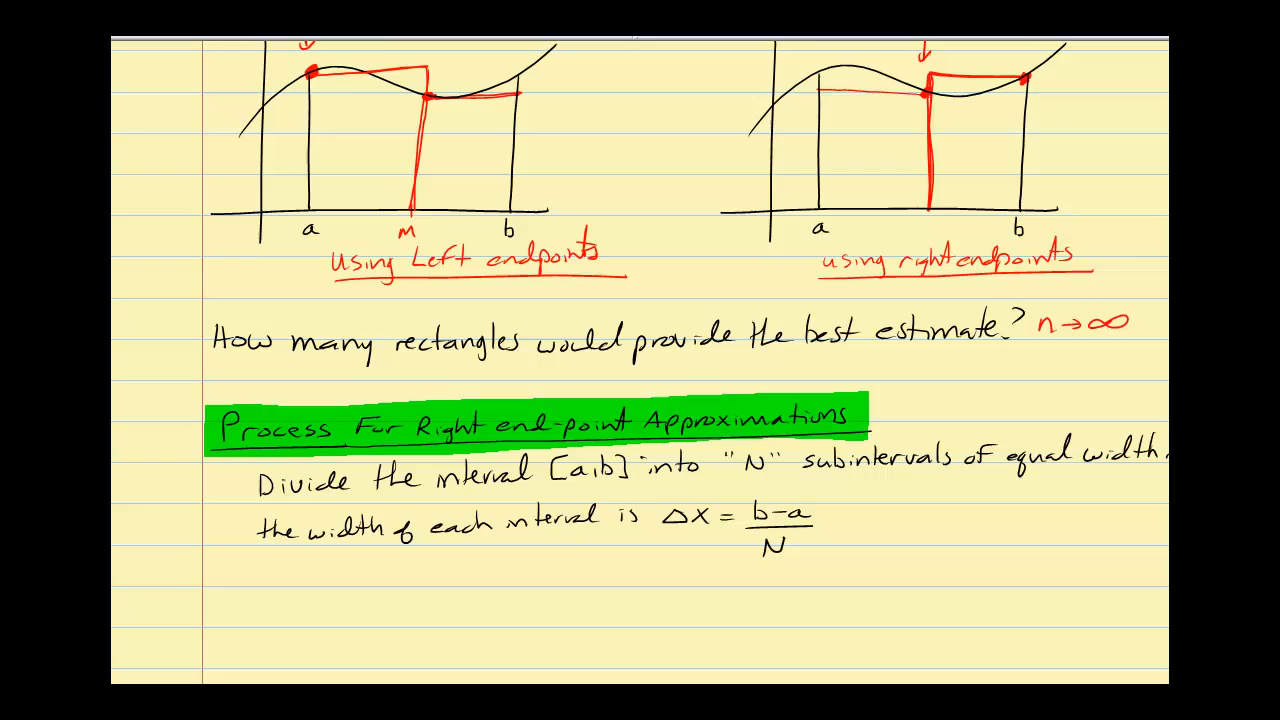 a m b
a b
Using Left endpoints
using right endpoints
How many rectangles would provide the best estimate? n→∞
Process For Right end-point Approximations
Divide the interval [a,b] into "N" subintervals of equal width.
the width of each interval is Δx = b-a
N